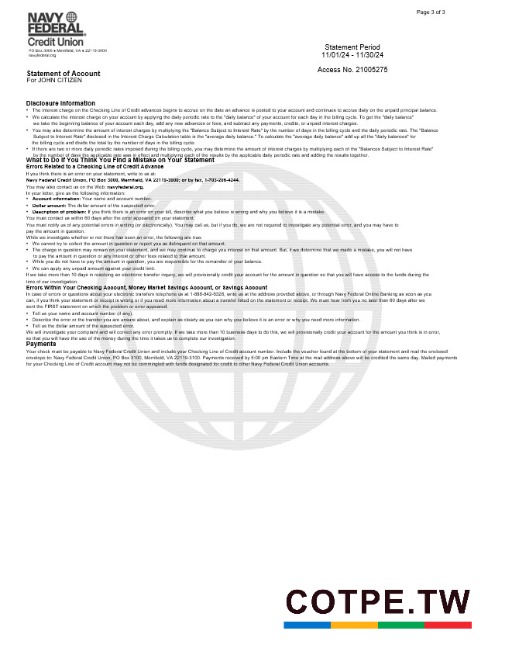 Page 3 of 3
NAVY
FEDERAL
Credit Union
PO Box 3000 • Merrifield, VA • 22119-3000
navyfederal.org
Statement Period
11/01/24 - 11/30/24
Access No. 21005276
Statement of Account
For JOHN CITIZEN
Disclosure Information
• The interest charge on the Checking Line of Credit advances begins to accrue on the date an advance is posted to your account and continues to accrue daily on the unpaid principal balance.
• We calculate the interest charge on your account by applying the daily periodic rate to the "daily balance" of your account for each day in the billing cycle. To get the "daily balance"
we take the beginning balance of your account each day, add any new advances or fees, and subtract any payments, credits, or unpaid interest charges.
• You may also determine the amount of interest charges by multiplying the "Balance Subject to Interest Rate" by the number of days in the billing cycle and the daily periodic rate. The "Balance
Subject to Interest Rate" disclosed in the Interest Charge Calculation table is the "average daily balance." To calculate the "average daily balance" add up all the "daily balances" for
the billing cycle and divide the total by the number of days in the billing cycle.
• If there are two or more daily periodic rates imposed during the billing cycle, you may determine the amount of interest charges by multiplying each of the "Balances Subject to Interest Rate"
by the number of days the applicable rate was in effect and multiplying each of the results by the applicable daily periodic rate and adding the results together.
What to Do If You Think You Find a Mistake on Your Statement
Errors Related to a Checking Line of Credit Advance
If you think there is an error on your statement, write to us at:
Navy Federal Credit Union, PO Box 3000, Merrifield, VA 22119-3000; or by fax, 1-703-206-4244.
You may also contact us on the Web: navyfederal.org.
In your letter, give us the following information:
• Account information: Your name and account number.
• Dollar amount: The dollar amount of the suspected error.
• Description of problem: If you think there is an error on your bill, describe what you believe is wrong and why you believe it is a mistake.
You must contact us within 60 days after the error appeared on your statement.
You must notify us of any potential errors in writing (or electronically). You may call us, but if you do, we are not required to investigate any potential error, and you may have to
pay the amount in question.
While we investigate whether or not there has been an error, the following are true:
• We cannot try to collect the amount in question or report you as delinquent on that amount.
• The charge in question may remain on your statement, and we may continue to charge you interest on that amount. But, if we determine that we made a mistake, you will not have
to pay the amount in question or any interest or other fees related to that amount.
• While you do not have to pay the amount in question, you are responsible for the remainder of your balance.
• We can apply any unpaid amount against your credit limit.
If we take more than 10 days in resolving an electronic transfer inquiry, we will provisionally credit your account for the amount in question so that you will have access to the funds during the
time of our investigation.
Errors Within Your Checking Account, Money Market Savings Account, or Savings Account
In case of errors or questions about your electronic transfers telephone us at 1-888-842-6328, write us at the address provided above, or through Navy Federal Online Banking as soon as you
can, if you think your statement or receipt is wrong or if you need more information about a transfer listed on the statement or receipt. We must hear from you no later than 60 days after we
sent the FIRST statement on which the problem or error appeared.
• Tell us your name and account number (if any).
• Describe the error or the transfer you are unsure about, and explain as clearly as you can why you believe it is an error or why you need more information.
• Tell us the dollar amount of the suspected error.
We will investigate your complaint and will correct any error promptly. If we take more than 10 business days to do this, we will provisionally credit your account for the amount you think is in error,
so that you will have the use of the money during the time it takes us to complete our investigation.
Payments
Your check must be payable to Navy Federal Credit Union and include your Checking Line of Credit account number. Include the voucher found at the bottom of your statement and mail the enclosed
envelope to: Navy Federal Credit Union, PO Box 3100, Merrifield, VA 22119-3100. Payments received by 5:00 pm Eastern Time at the mail address above will be credited the same day. Mailed payments
for your Checking Line of Credit account may not be commingled with funds designated for credit to other Navy Federal Credit Union accounts.
COTPE.TW